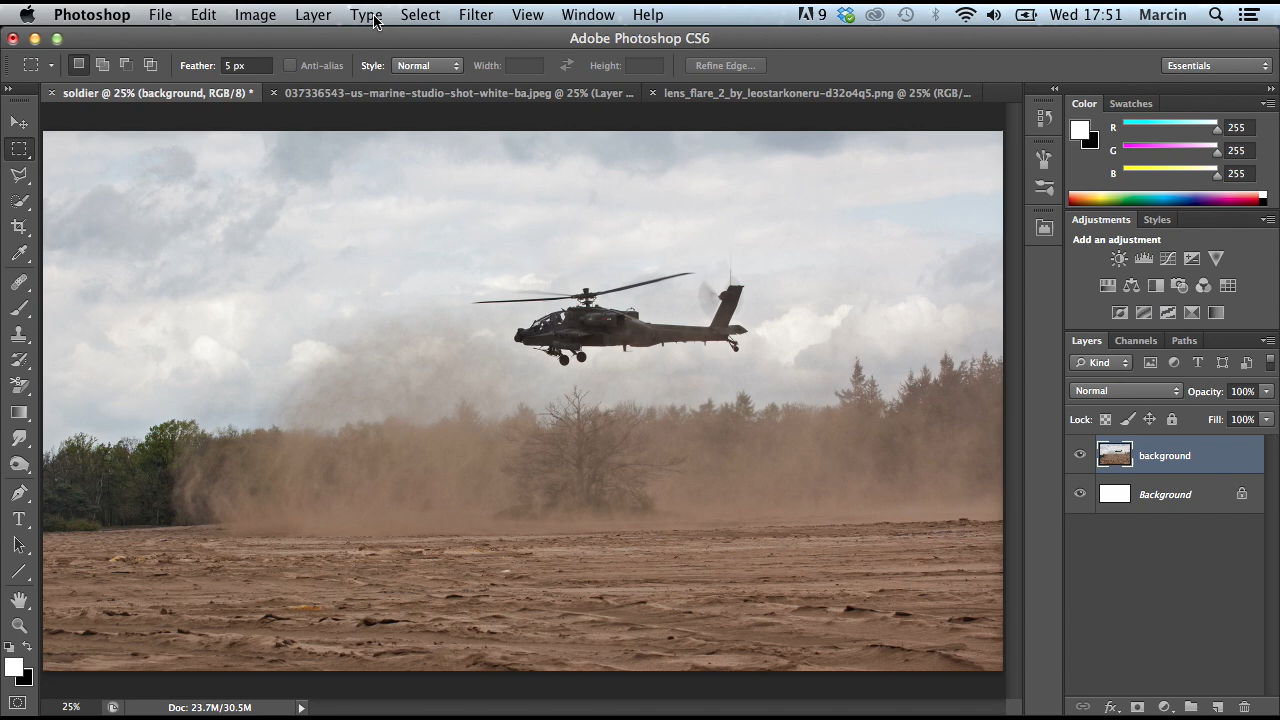 Photoshop File Edit Image Layer Type Select Filter View Window Help 9 Wed 17:51 Marcin
Adobe Photoshop CS6
Feather: 5 px Anti-alias Style: Normal Width: Height: Refine Edge... Essentials
× soldier @ 25% (background, RGB/8) * × 037336543-us-marine-studio-shot-white-ba.jpeg @ 25% (Layer ... × lens_flare_2_by_leostarkoneru-d32o4q5.png @ 25% (RGB/...
Color Swatches
R 255
G 255
B 255
Adjustments Styles
Add an adjustment
Layers Channels Paths
Kind T
Normal Opacity: 100%
Lock: Fill: 100%
background
Background
T
25% Doc: 23.7M/30.5M
fx